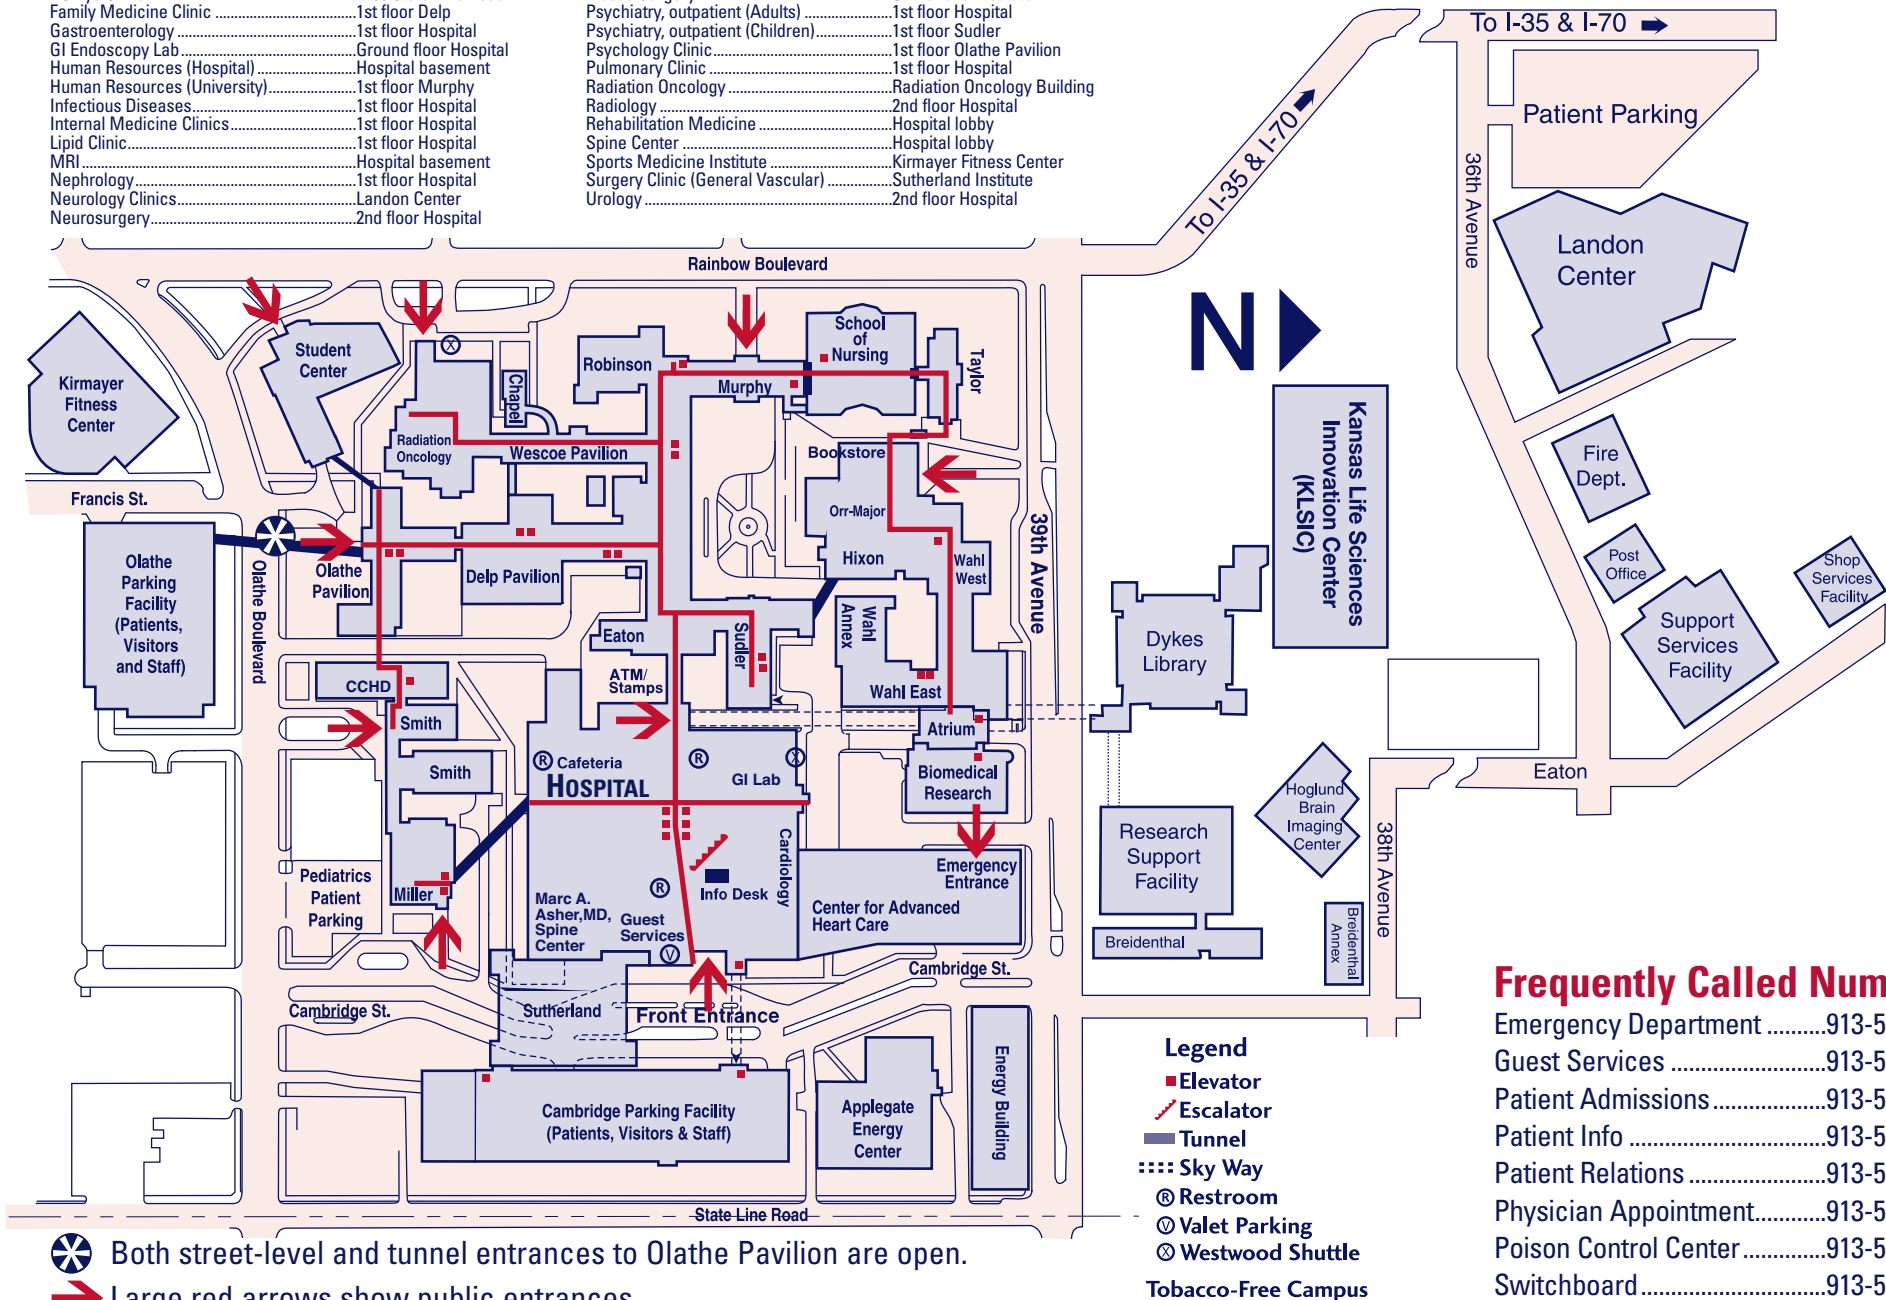 Family Medicine Clinic ..........1st floor Delp
Gastroenterology ..........1st floor Hospital
GI Endoscopy Lab ..........Ground floor Hospital
Human Resources (Hospital) ..........Hospital basement
Human Resources (University) ..........1st floor Murphy
Infectious Diseases ..........1st floor Hospital
Internal Medicine Clinics ..........1st floor Hospital
Lipid Clinic ..........1st floor Hospital
MRI ..........Hospital basement
Nephrology ..........1st floor Hospital
Neurology Clinics ..........Landon Center
Neurosurgery ..........2nd floor Hospital
Psychiatry, outpatient (Adults) ..........1st floor Hospital
Psychiatry, outpatient (Children) ..........1st floor Sudler
Psychology Clinic ..........1st floor Olathe Pavilion
Pulmonary Clinic ..........1st floor Hospital
Radiation Oncology ..........Radiation Oncology Building
Radiology ..........2nd floor Hospital
Rehabilitation Medicine ..........Hospital lobby
Spine Center ..........Hospital lobby
Sports Medicine Institute ..........Kirmayer Fitness Center
Surgery Clinic (General Vascular) ..........Sutherland Institute
Urology ..........2nd floor Hospital
To I-35 & I-70
To I-35 & I-70
Patient Parking
36th Avenue
Landon
Center
Rainbow Boulevard
N
Kirmayer
Fitness
Center
Student
Center
Chapel
Robinson
Murphy
School
of
Nursing
Taylor
Radiation
Oncology
Wescoe Pavilion
Bookstore
Orr-Major
Hixon
Wahl
West
39th Avenue
Kansas Life Sciences
Innovation Center
(KLSIC)
Fire
Dept.
Post
Office
Shop
Services
Facility
Support
Services
Facility
Francis St.
Olathe
Parking
Facility
(Patients,
Visitors
and Staff)
Olathe Boulevard
Olathe
Pavilion
Delp Pavilion
Eaton
Sudler
Wahl
Annex
Wahl East
Dykes
Library
ATM/
Stamps
CCHD
Smith
Smith
R Cafeteria
HOSPITAL
R
X
X
GI Lab
Atrium
Biomedical
Research
Eaton
Hoglund
Brain
Imaging
Center
38th Avenue
Research
Support
Facility
Breidenthal
Breidenthal
Annex
Pediatrics
Patient
Parking
Miller
Marc A.
Asher,MD,
Spine
Center
R
Guest
Services
V
Info Desk
Cardiology
Emergency
Entrance
Center for Advanced
Heart Care
Cambridge St.
Cambridge St.
Sutherland
Front Entrance
Cambridge Parking Facility
(Patients, Visitors & Staff)
Applegate
Energy
Center
Energy Building
State Line Road
Legend
Elevator
Escalator
Tunnel
Sky Way
R Restroom
V Valet Parking
X Westwood Shuttle
Tobacco-Free Campus
Both street-level and tunnel entrances to Olathe Pavilion are open.
Large red arrows show public entrances
Frequently Called Num
Emergency Department ..........913-5
Guest Services ..........913-5
Patient Admissions ..........913-5
Patient Info ..........913-5
Patient Relations ..........913-5
Physician Appointment ..........913-5
Poison Control Center ..........913-5
Switchboard ..........913-5